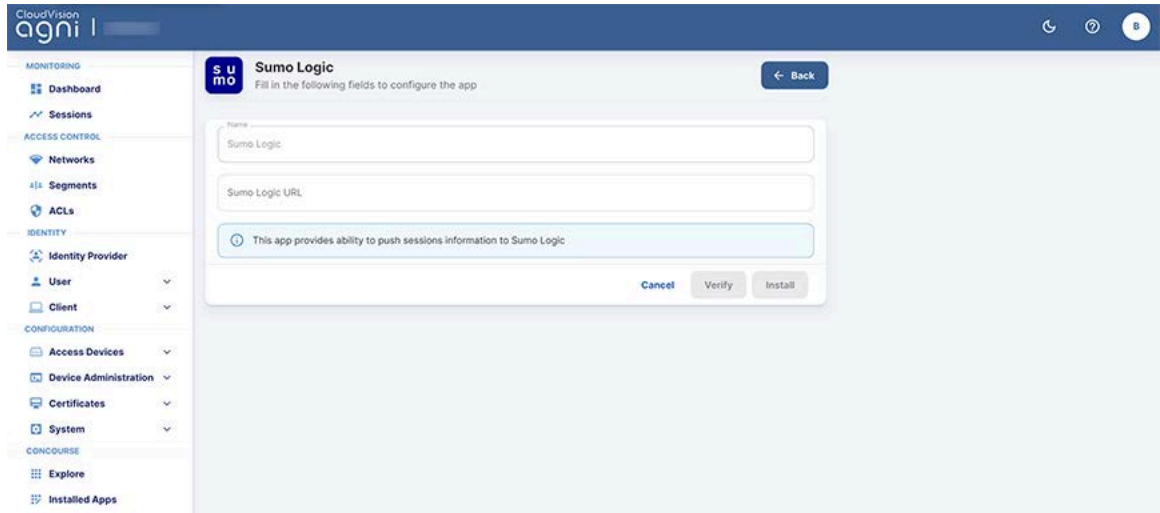 CloudVision
agni
B
MONITORING
Dashboard
Sessions
ACCESS CONTROL
Networks
Segments
ACLs
IDENTITY
Identity Provider
User
Client
CONFIGURATION
Access Devices
Device Administration
Certificates
System
CONCOURSE
Explore
Installed Apps
su
mo
Sumo Logic
Fill in the following fields to configure the app
← Back
Name
Sumo Logic
Sumo Logic URL
This app provides ability to push sessions information to Sumo Logic
Cancel Verify Install